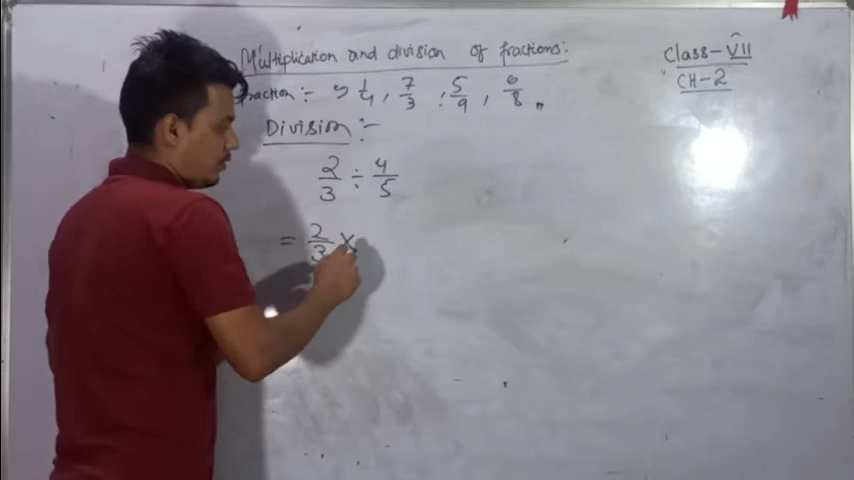 Multiplication and division of fractions:
Class-VII
CH-2
fraction:- 1/4, 7/3, 5/9, 6/8
Division:-
2/3 ÷ 4/5
= 2/3 ×